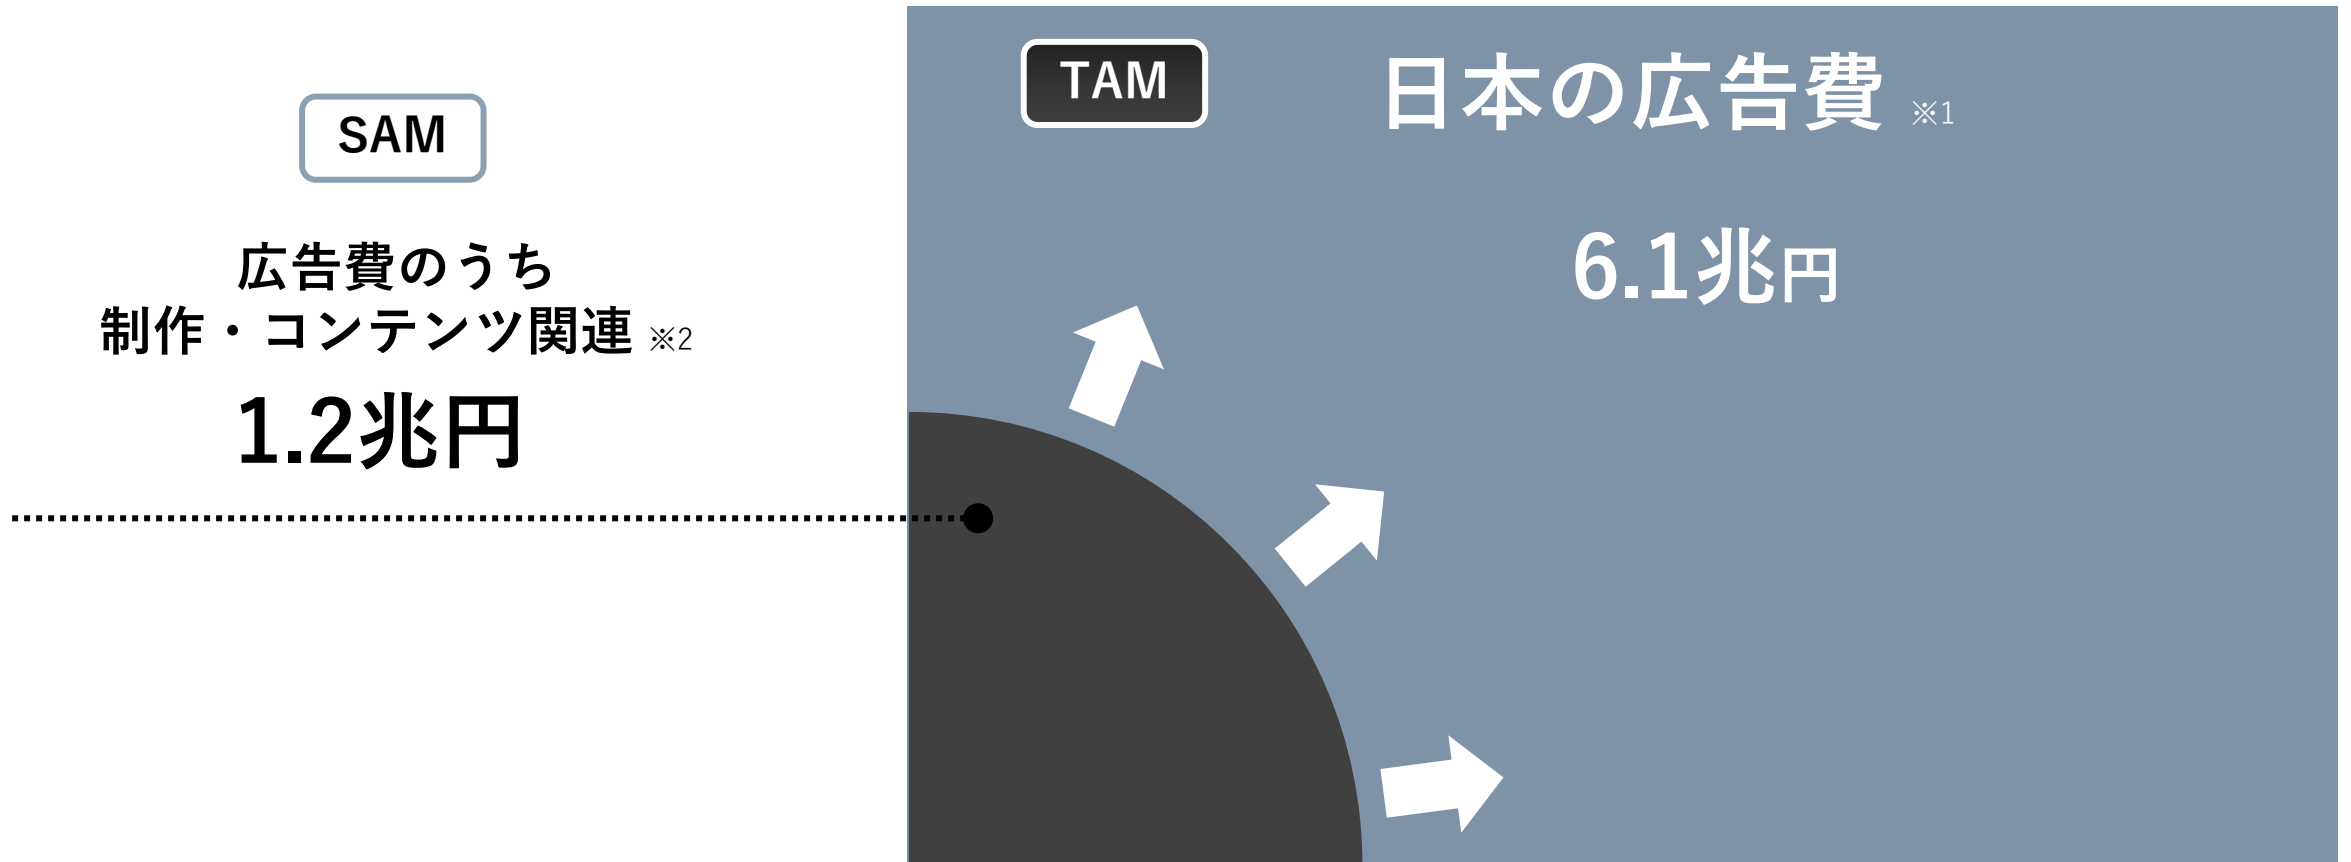 SAM
広告費のうち
制作・コンテンツ関連 ※2
1.2兆円
TAM
日本の広告費 ※1
6.1兆円